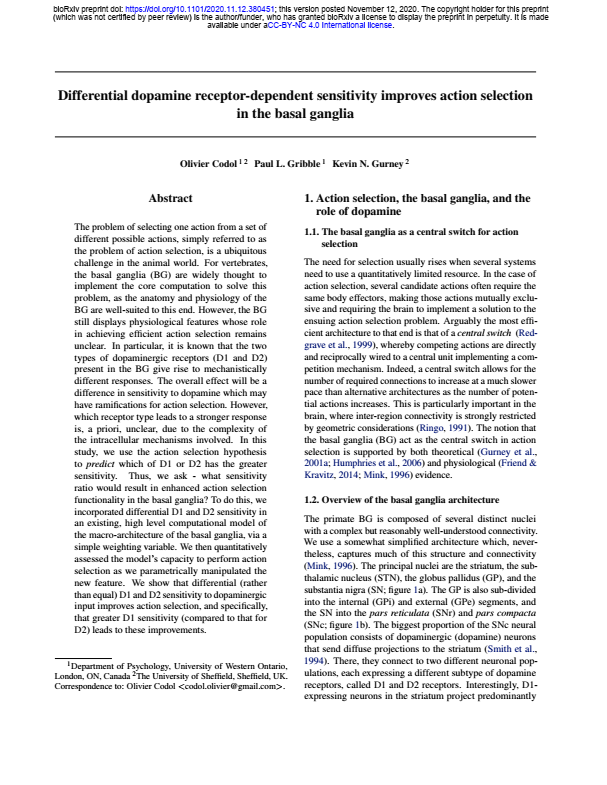 bioRxiv preprint doi: https://doi.org/10.1101/2020.11.12.380451; this version posted November 12, 2020. The copyright holder for this preprint
(which was not certified by peer review) is the author/funder, who has granted bioRxiv a license to display the preprint in perpetuity. It is made
available under aCC-BY-NC 4.0 International license.
Differential dopamine receptor-dependent sensitivity improves action selection
in the basal ganglia
Olivier Codol 1 2 Paul L. Gribble 1 Kevin N. Gurney 2
Abstract
The problem of selecting one action from a set of
different possible actions, simply referred to as
the problem of action selection, is a ubiquitous
challenge in the animal world. For vertebrates,
the basal ganglia (BG) are widely thought to
implement the core computation to solve this
problem, as the anatomy and physiology of the
BG are well-suited to this end. However, the BG
still displays physiological features whose role
in achieving efficient action selection remains
unclear. In particular, it is known that the two
types of dopaminergic receptors (D1 and D2)
present in the BG give rise to mechanistically
different responses. The overall effect will be a
difference in sensitivity to dopamine which may
have ramifications for action selection. However,
which receptor type leads to a stronger response
is, a priori, unclear, due to the complexity of
the intracellular mechanisms involved. In this
study, we use the action selection hypothesis
to predict which of D1 or D2 has the greater
sensitivity. Thus, we ask - what sensitivity
ratio would result in enhanced action selection
functionality in the basal ganglia? To do this, we
incorporated differential D1 and D2 sensitivity in
an existing, high level computational model of
the macro-architecture of the basal ganglia, via a
simple weighting variable. We then quantitatively
assessed the model's capacity to perform action
selection as we parametrically manipulated the
new feature. We show that differential (rather
than equal) D1 and D2 sensitivity to dopaminergic
input improves action selection, and specifically,
that greater D1 sensitivity (compared to that for
D2) leads to these improvements.
1Department of Psychology, University of Western Ontario,
London, ON, Canada 2The University of Sheffield, Sheffield, UK.
Correspondence to: Olivier Codol <codol.olivier@gmail.com>.
1. Action selection, the basal ganglia, and the
role of dopamine
1.1. The basal ganglia as a central switch for action
selection
The need for selection usually rises when several systems
need to use a quantitatively limited resource. In the case of
action selection, several candidate actions often require the
same body effectors, making those actions mutually exclu-
sive and requiring the brain to implement a solution to the
ensuing action selection problem. Arguably the most effi-
cient architecture to that end is that of a central switch (Red-
grave et al., 1999), whereby competing actions are directly
and reciprocally wired to a central unit implementing a com-
petition mechanism. Indeed, a central switch allows for the
number of required connections to increase at a much slower
pace than alternative architectures as the number of poten-
tial actions increases. This is particularly important in the
brain, where inter-region connectivity is strongly restricted
by geometric considerations (Ringo, 1991). The notion that
the basal ganglia (BG) act as the central switch in action
selection is supported by both theoretical (Gurney et al.,
2001a; Humphries et al., 2006) and physiological (Friend &
Kravitz, 2014; Mink, 1996) evidence.
1.2. Overview of the basal ganglia architecture
The primate BG is composed of several distinct nuclei
with a complex but reasonably well-understood connectivity.
We use a somewhat simplified architecture which, never-
theless, captures much of this structure and connectivity
(Mink, 1996). The principal nuclei are the striatum, the sub-
thalamic nucleus (STN), the globus pallidus (GP), and the
substantia nigra (SN; figure 1a). The GP is also sub-divided
into the internal (GPi) and external (GPe) segments, and
the SN into the pars reticulata (SNr) and pars compacta
(SNc; figure 1b). The biggest proportion of the SNc neural
population consists of dopaminergic (dopamine) neurons
that send diffuse projections to the striatum (Smith et al.,
1994). There, they connect to two different neuronal pop-
ulations, each expressing a different subtype of dopamine
receptors, called D1 and D2 receptors. Interestingly, D1-
expressing neurons in the striatum project predominantly